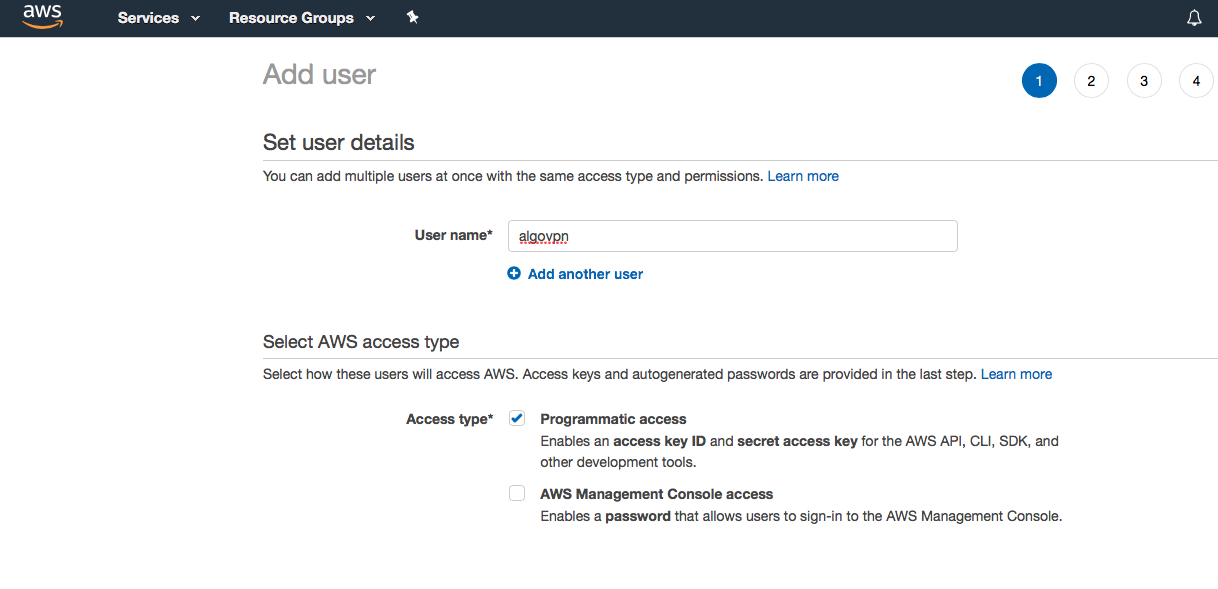 aws Services Resource Groups
Add user
1 2 3 4
Set user details
You can add multiple users at once with the same access type and permissions. Learn more
User name* algovpn
Add another user
Select AWS access type
Select how these users will access AWS. Access keys and autogenerated passwords are provided in the last step. Learn more
Access type* Programmatic access
Enables an access key ID and secret access key for the AWS API, CLI, SDK, and
other development tools.
AWS Management Console access
Enables a password that allows users to sign-in to the AWS Management Console.